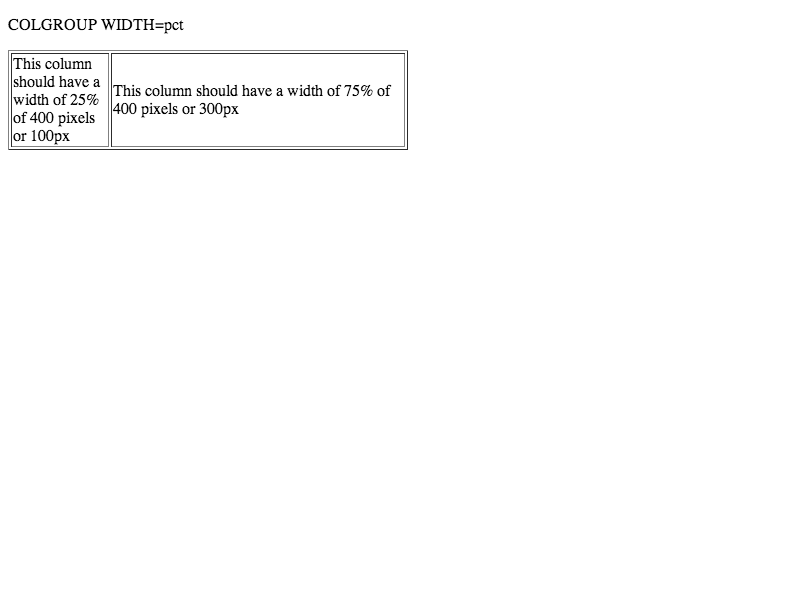 COLGROUP WIDTH=pct
This column
should have a
width of 25%
of 400 pixels
or 100px
This column should have a width of 75% of
400 pixels or 300px